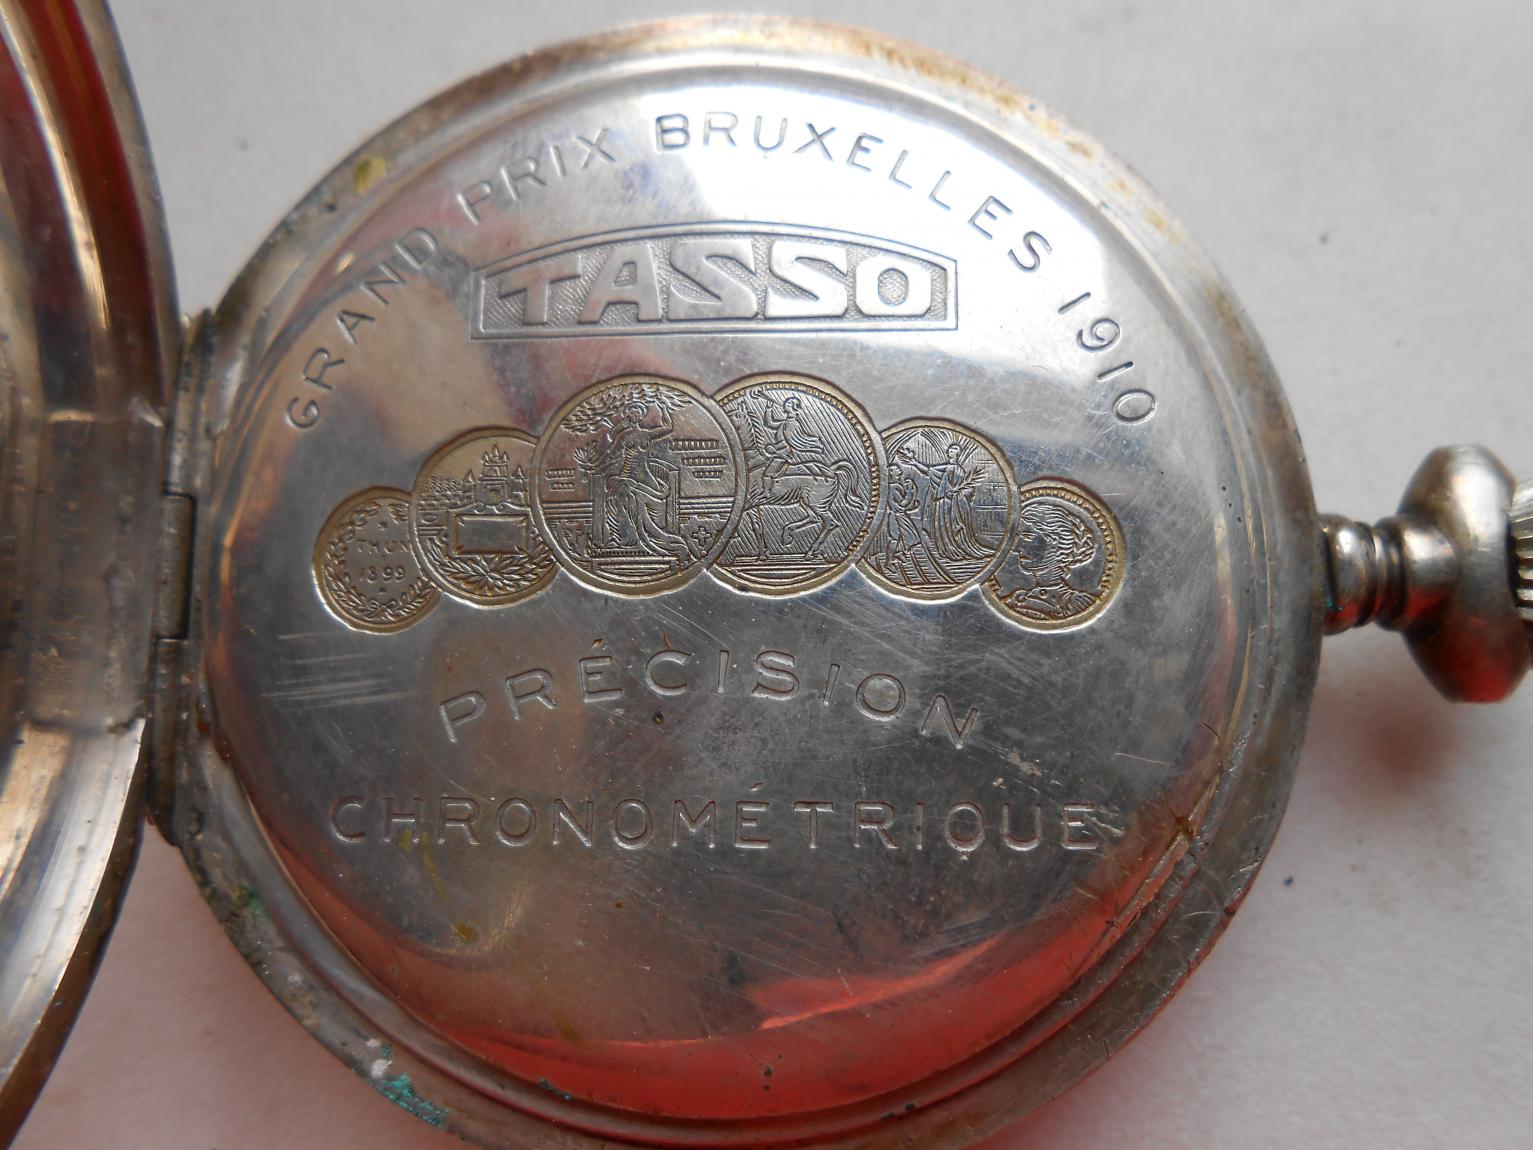 GRAND PRIX BRUXELLES 1910
TASSO
THUN
1899
PRÉCISION
CHRONOMÉTRIQUE